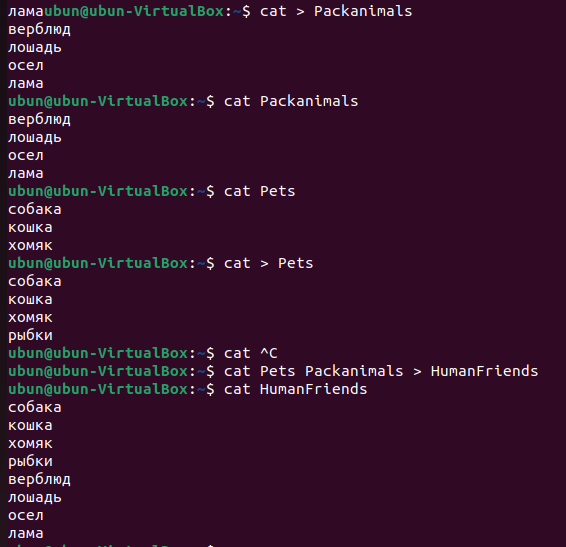 ламаubun@ubun-VirtualBox:~$ cat > Packanimals
верблюд
лошадь
осел
лама
ubun@ubun-VirtualBox:~$ cat Packanimals
верблюд
лошадь
осел
лама
ubun@ubun-VirtualBox:~$ cat Pets
собака
кошка
хомяк
ubun@ubun-VirtualBox:~$ cat > Pets
собака
кошка
хомяк
рыбки
ubun@ubun-VirtualBox:~$ cat ^C
ubun@ubun-VirtualBox:~$ cat Pets Packanimals > HumanFriends
ubun@ubun-VirtualBox:~$ cat HumanFriends
собака
кошка
хомяк
рыбки
верблюд
лошадь
осел
лама